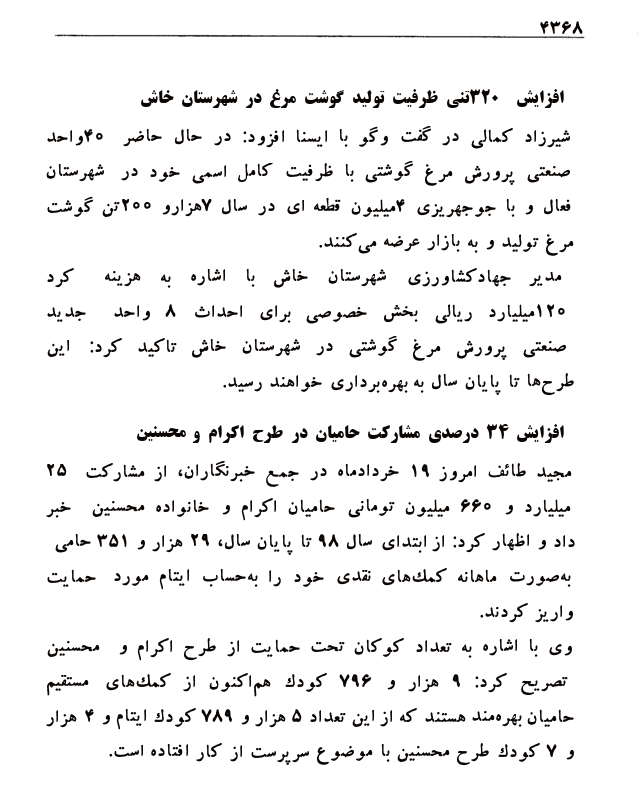 ۴۳۶۸
افزایش ۳۲۰تنی ظرفیت تولید گوشت مرغ در شهرستان خاش
شیرزاد کمالی در گفت وگو با ایسنا افزود: در حال حاضر ۴۰واحد
صنعتی پرورش مرغ گوشتی با ظرفیت کامل اسمی خود در شهرستان
فعال و با جوجهریزی ۴میلیون قطعه ای در سال ۷هزارو ۲۰۰تن گوشت
مرغ تولید و به بازار عرضه می‌کنند.
مدیر جهادکشاورزی شهرستان خاش با اشاره به هزینه کرد
۱۲۰میلیارد ریالی بخش خصوصی برای احداث ۸ واحد جدید
صنعتی پرورش مرغ گوشتی در شهرستان خاش تاکید کرد: این
طرح‌ها تا پایان سال به بهره‌برداری خواهند رسید.
افزایش ۳۴ درصدی مشارکت حامیان در طرح اکرام و محسنین
مجید طائف امروز ۱۹ خردادماه در جمع خبرنگاران، از مشارکت ۲۵
میلیارد و ۶۶۰ میلیون تومانی حامیان اکرام و خانواده محسنین خبر
داد و اظهار کرد: از ابتدای سال ۹۸ تا پایان سال، ۲۹ هزار و ۳۵۱ حامی
به‌صورت ماهانه کمك‌های نقدی خود را به‌حساب ایتام مورد حمایت
واریز کردند.
وی با اشاره به تعداد کوکان تحت حمایت از طرح اکرام و محسنین
تصریح کرد: ۹ هزار و ۷۹۶ کودك هم‌اکنون از کمك‌های مستقیم
حامیان بهره‌مند هستند که از این تعداد ۵ هزار و ۷۸۹ کودك ایتام و ۴ هزار
و ۷ کودك طرح محسنین با موضوع سرپرست از کار افتاده است.